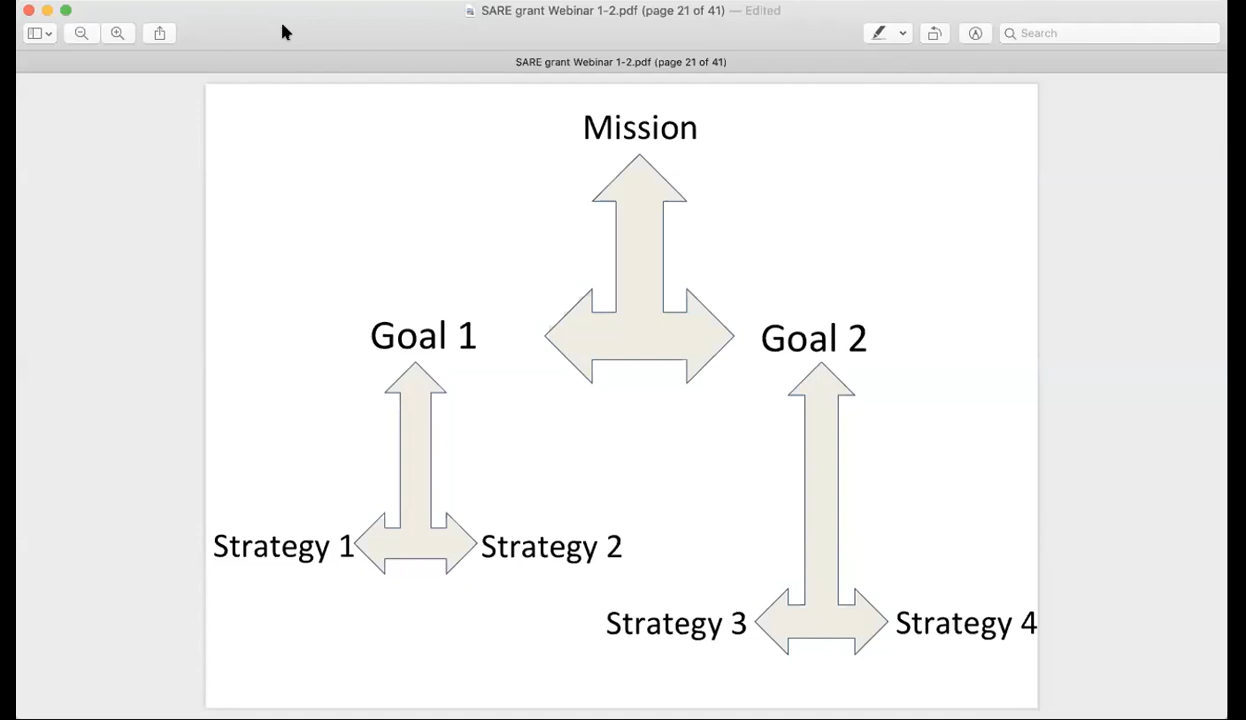 SARE grant Webinar 1-2.pdf (page 21 of 41) — Edited
Search
SARE grant Webinar 1-2.pdf (page 21 of 41)
Mission
Goal 1
Goal 2
Strategy 1
Strategy 2
Strategy 3
Strategy 4